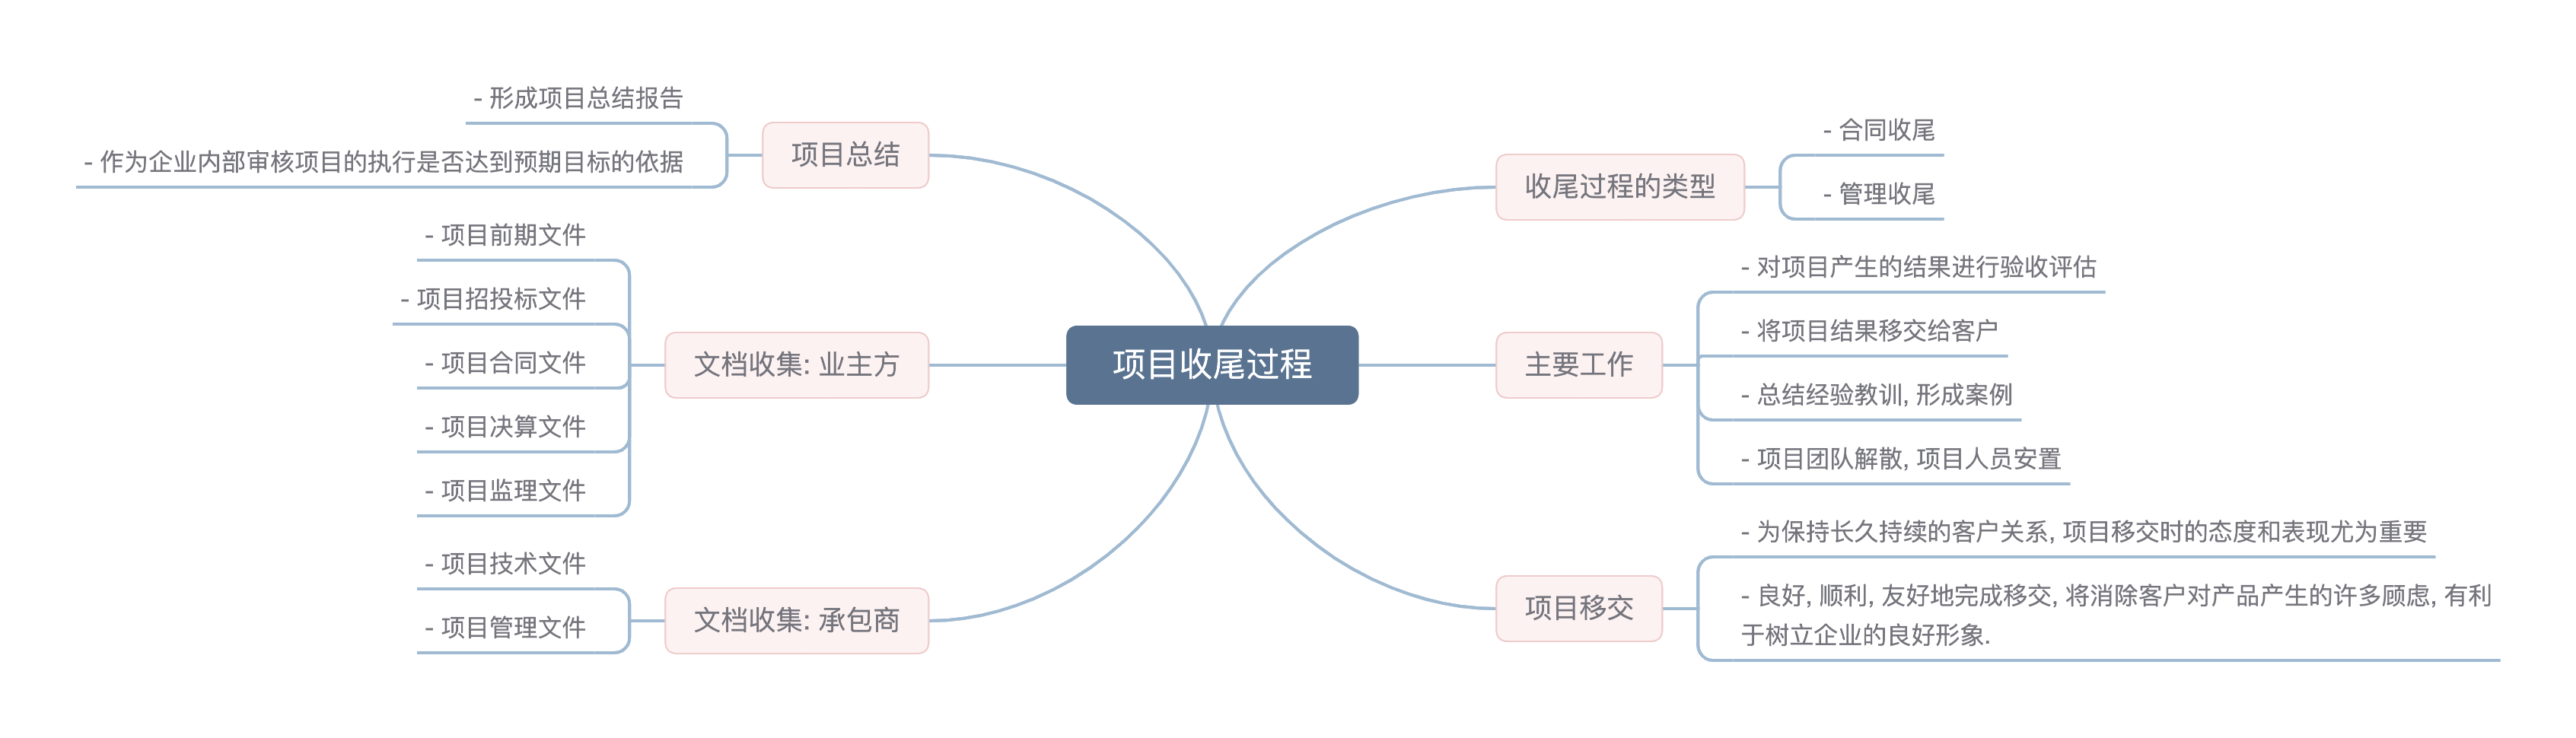 项目收尾过程
收尾过程的类型
- 合同收尾
- 管理收尾
主要工作
- 对项目产生的结果进行验收评估
- 将项目结果移交给客户
- 总结经验教训, 形成案例
- 项目团队解散, 项目人员安置
项目移交
- 为保持长久持续的客户关系, 项目移交时的态度和表现尤为重要
- 良好, 顺利, 友好地完成移交, 将消除客户对产品产生的许多顾虑, 有利
于树立企业的良好形象.
项目总结
- 形成项目总结报告
- 作为企业内部审核项目的执行是否达到预期目标的依据
文档收集: 业主方
- 项目前期文件
- 项目招投标文件
- 项目合同文件
- 项目决算文件
- 项目监理文件
文档收集: 承包商
- 项目技术文件
- 项目管理文件